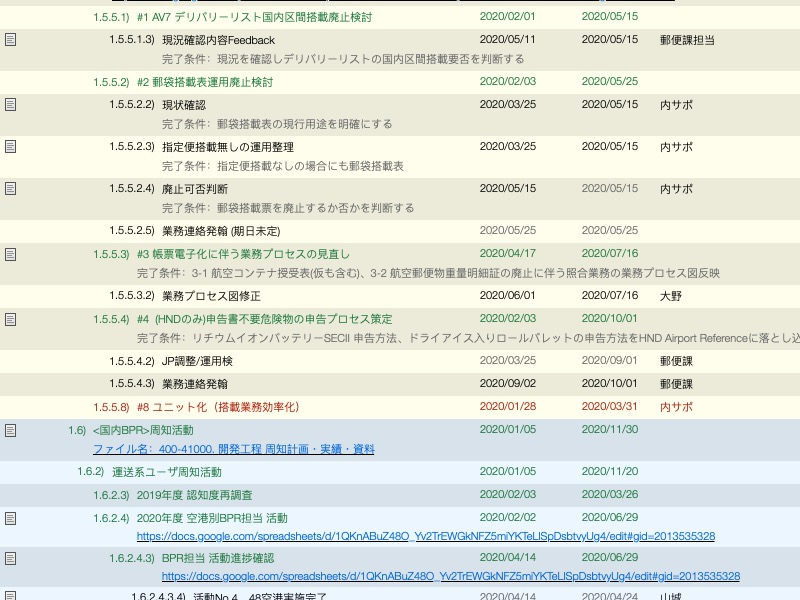 1.5.5.1) #1 AV7 デリバリーリスト国内区間搭載廃止検討 2020/02/01 2020/05/15
1.5.5.1.3) 現況確認内容Feedback 2020/05/11 2020/05/15 郵便課担当
完了条件：現況を確認しデリバリーリストの国内区間搭載要否を判断する
1.5.5.2) #2 郵袋搭載表運用廃止検討 2020/02/03 2020/05/25
1.5.5.2.2) 現状確認 2020/03/25 2020/05/15 内サポ
完了条件：郵袋搭載表の現行用途を明確にする
1.5.5.2.3) 指定便搭載無しの運用整理 2020/03/25 2020/05/15 内サポ
完了条件：指定便搭載なしの場合にも郵袋搭載表
1.5.5.2.4) 廃止可否判断 2020/05/15 2020/05/15 内サポ
完了条件：郵袋搭載票を廃止するか否かを判断する
1.5.5.2.5) 業務連絡発翰 (期日未定) 2020/05/25 2020/05/25
1.5.5.3) #3 帳票電子化に伴う業務プロセスの見直し 2020/04/17 2020/07/16
完了条件：3-1 航空コンテナ授受表(仮も含む)、3-2 航空郵便物重量明細証の廃止に伴う照合業務の業務プロセス図反映
1.5.5.3.2) 業務プロセス図修正 2020/06/01 2020/07/16 大野
1.5.5.4) #4 (HNDのみ)申告書不要危険物の申告プロセス策定 2020/02/03 2020/10/01
完了条件：リチウムイオンバッテリーSECII 申告方法、ドライアイス入りロールパレットの申告方法をHND Airport Referenceに落とし込
1.5.5.4.2) JP調整/運用検 2020/03/25 2020/09/01 郵便課
1.5.5.4.3) 業務連絡発翰 2020/09/02 2020/10/01 郵便課
1.5.5.8) #8 ユニット化（搭載業務効率化） 2020/01/28 2020/03/31 内サポ
1.6) <国内BPR>周知活動 2020/01/05 2020/11/30
ファイル名：400-41000. 開発工程 周知計画・実績・資料
1.6.2) 運送系ユーザ周知活動 2020/01/05 2020/11/20
1.6.2.3) 2019年度 認知度再調査 2020/02/03 2020/03/26
1.6.2.4) 2020年度 空港別BPR担当 活動 2020/02/02 2020/06/29
https://docs.google.com/spreadsheets/d/1QKnABuZ48O_Yv2TrEWGkNFZ5miYKTeLlSpDsbtvyUg4/edit#gid=2013535328
1.6.2.4.3) BPR担当 活動進捗確認 2020/04/14 2020/06/29
https://docs.google.com/spreadsheets/d/1QKnABuZ48O_Yv2TrEWGkNFZ5miYKTeLlSpDsbtvyUg4/edit#gid=2013535328
1.6.2.4.3.4) 活動No.4 48空港実施完了 2020/04/14 2020/04/24 山城